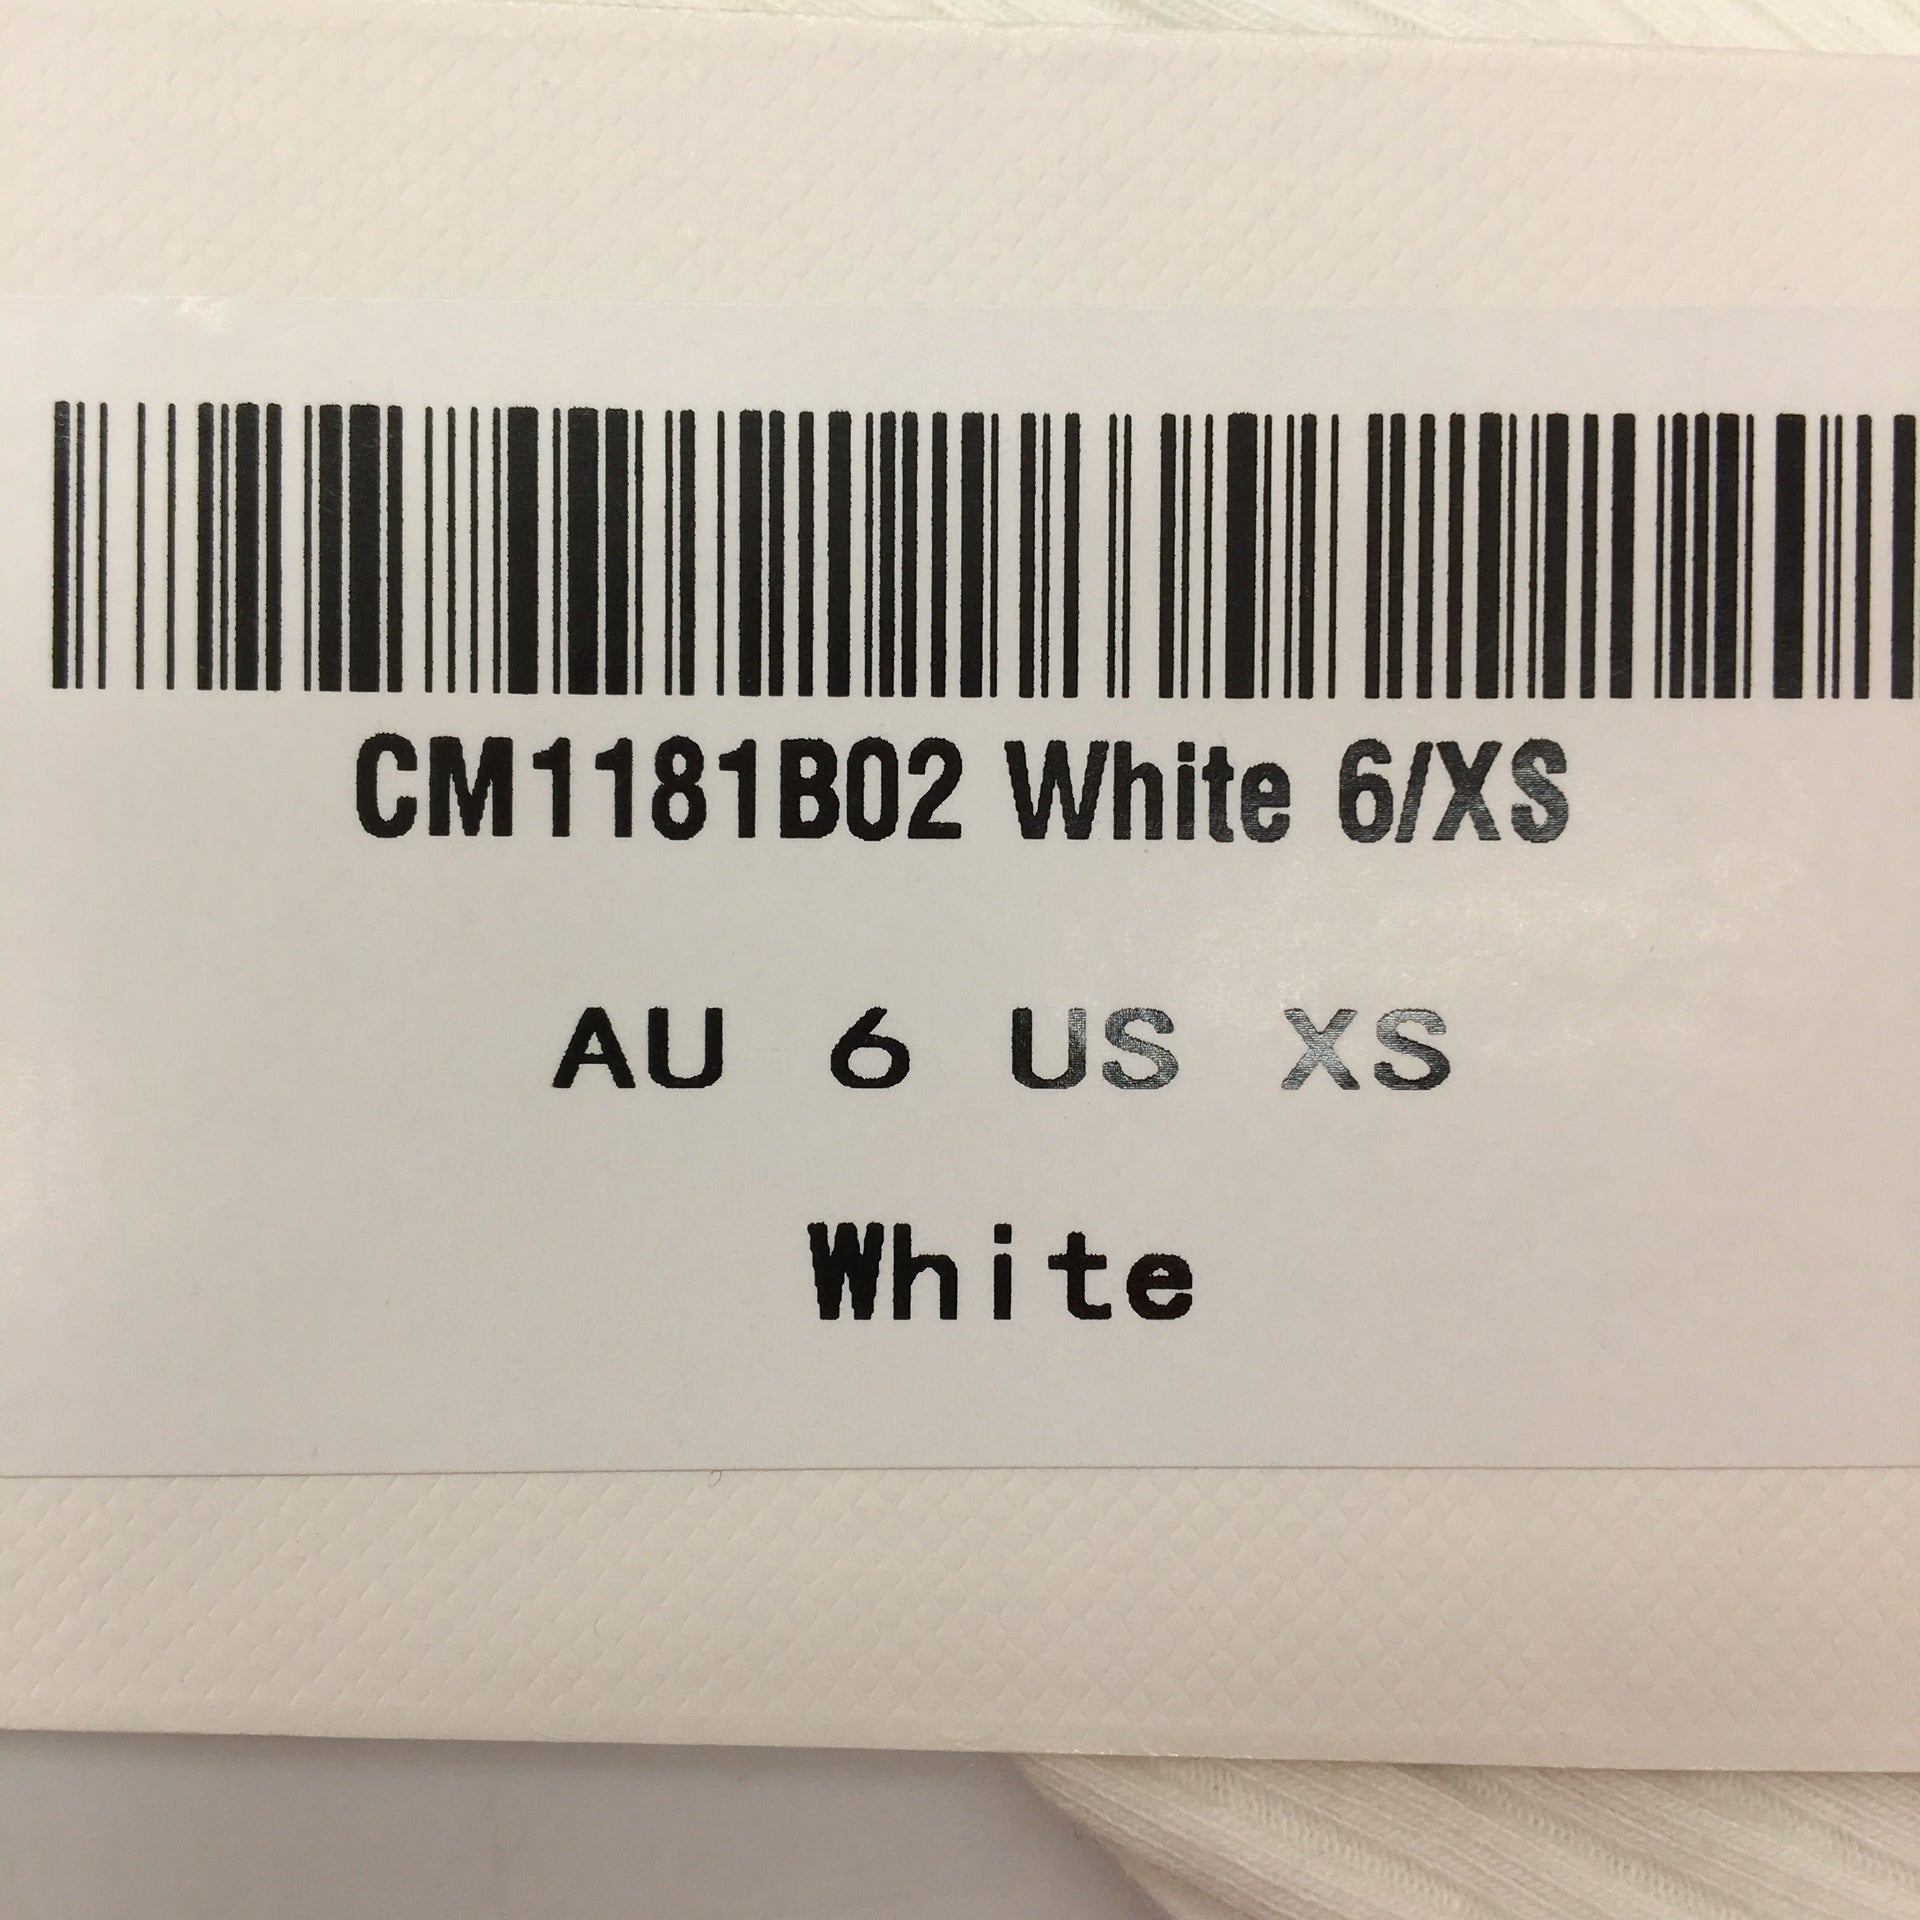 CM1181B02 White 6/XS
AU 6 US XS
White